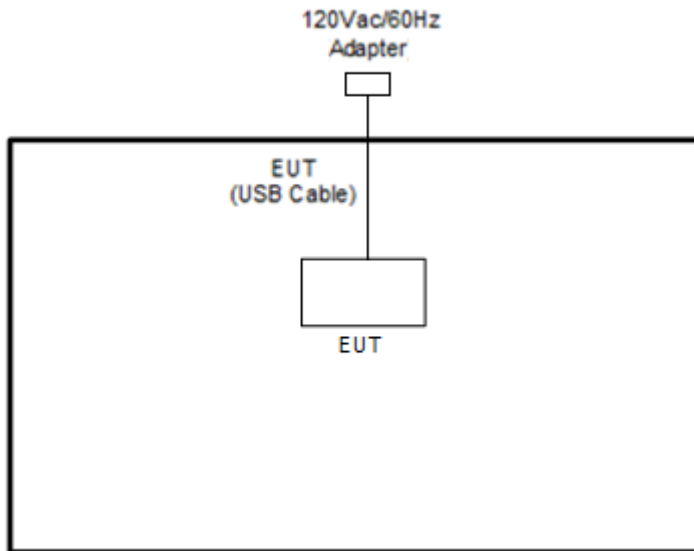 120Vac/60Hz
Adapter
EUT
(USB Cable)
EUT